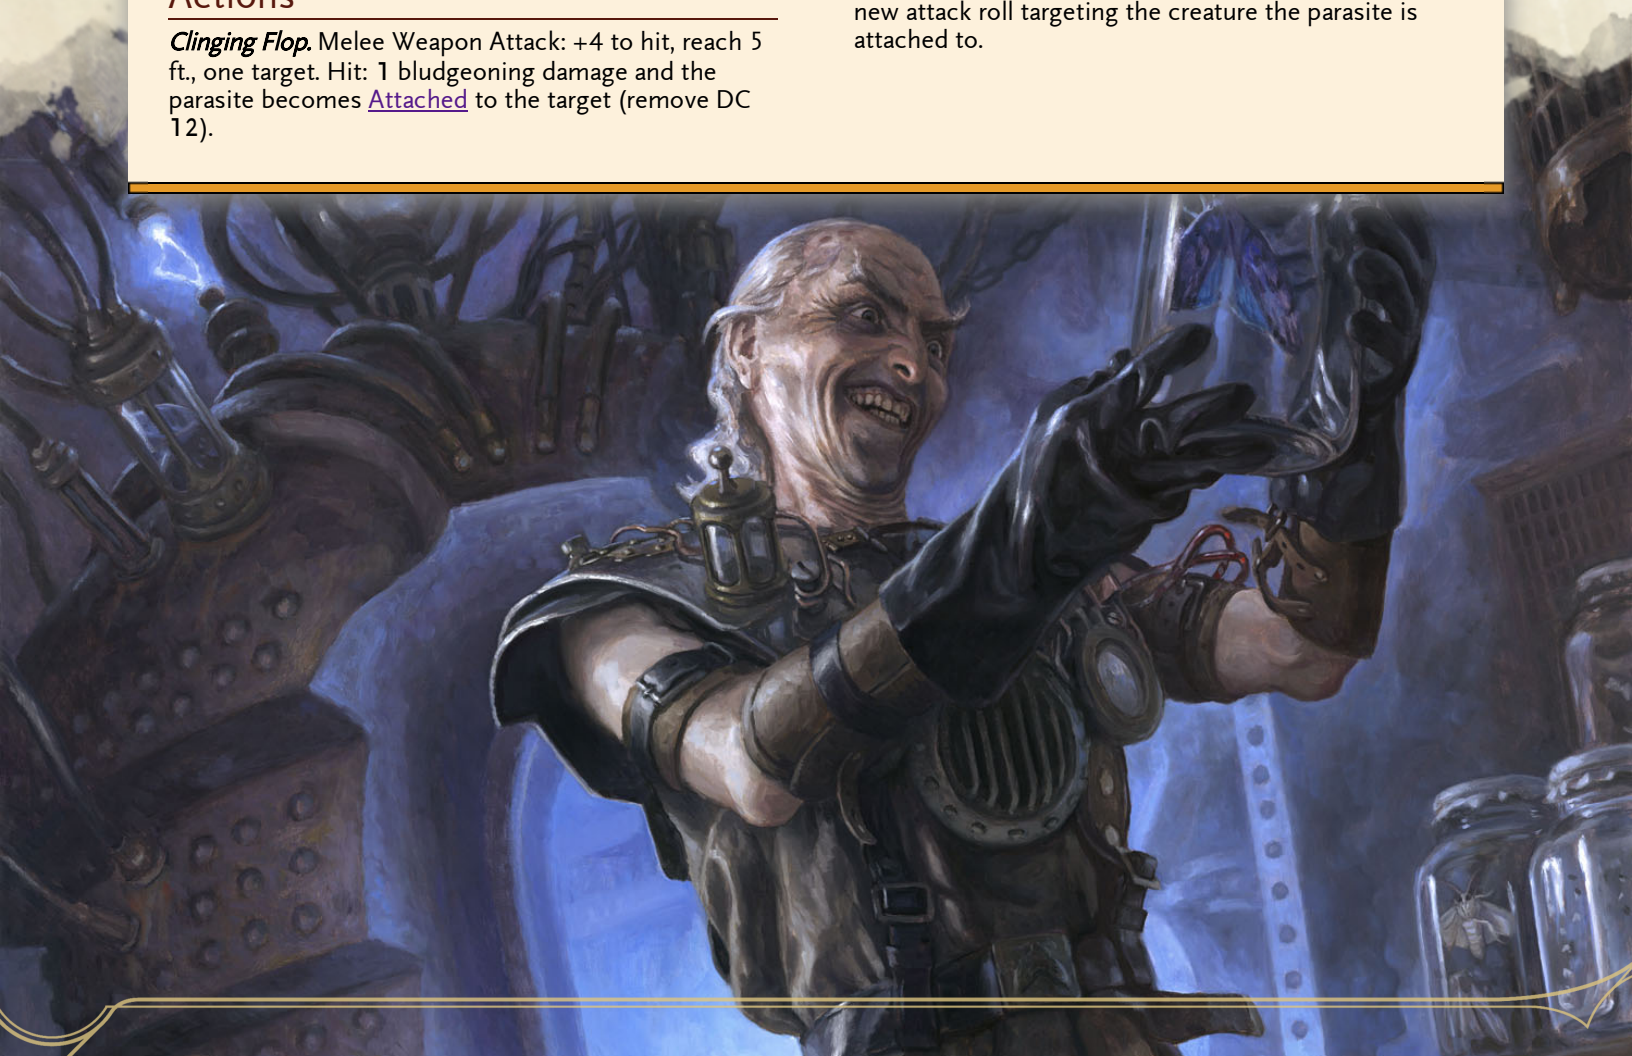 Actions
Clinging Flop. Melee Weapon Attack: +4 to hit, reach 5
ft., one target. Hit: 1 bludgeoning damage and the
parasite becomes Attached to the target (remove DC
12).
new attack roll targeting the creature the parasite is
attached to.